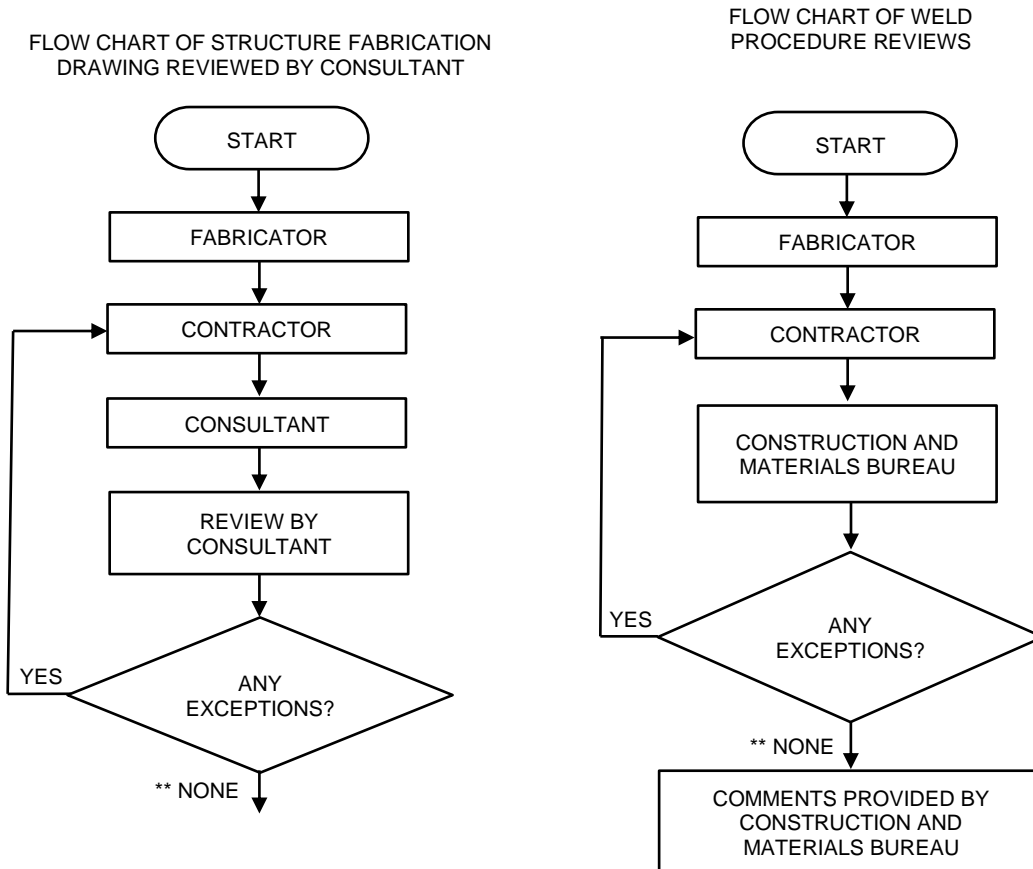 FLOW CHART OF STRUCTURE FABRICATION
DRAWING REVIEWED BY CONSULTANT
START
FABRICATOR
CONTRACTOR
CONSULTANT
REVIEW BY
CONSULTANT
YES
ANY
EXCEPTIONS?
** NONE
FLOW CHART OF WELD
PROCEDURE REVIEWS
START
FABRICATOR
CONTRACTOR
CONSTRUCTION AND
MATERIALS BUREAU
YES
ANY
EXCEPTIONS?
** NONE
COMMENTS PROVIDED BY
CONSTRUCTION AND
MATERIALS BUREAU